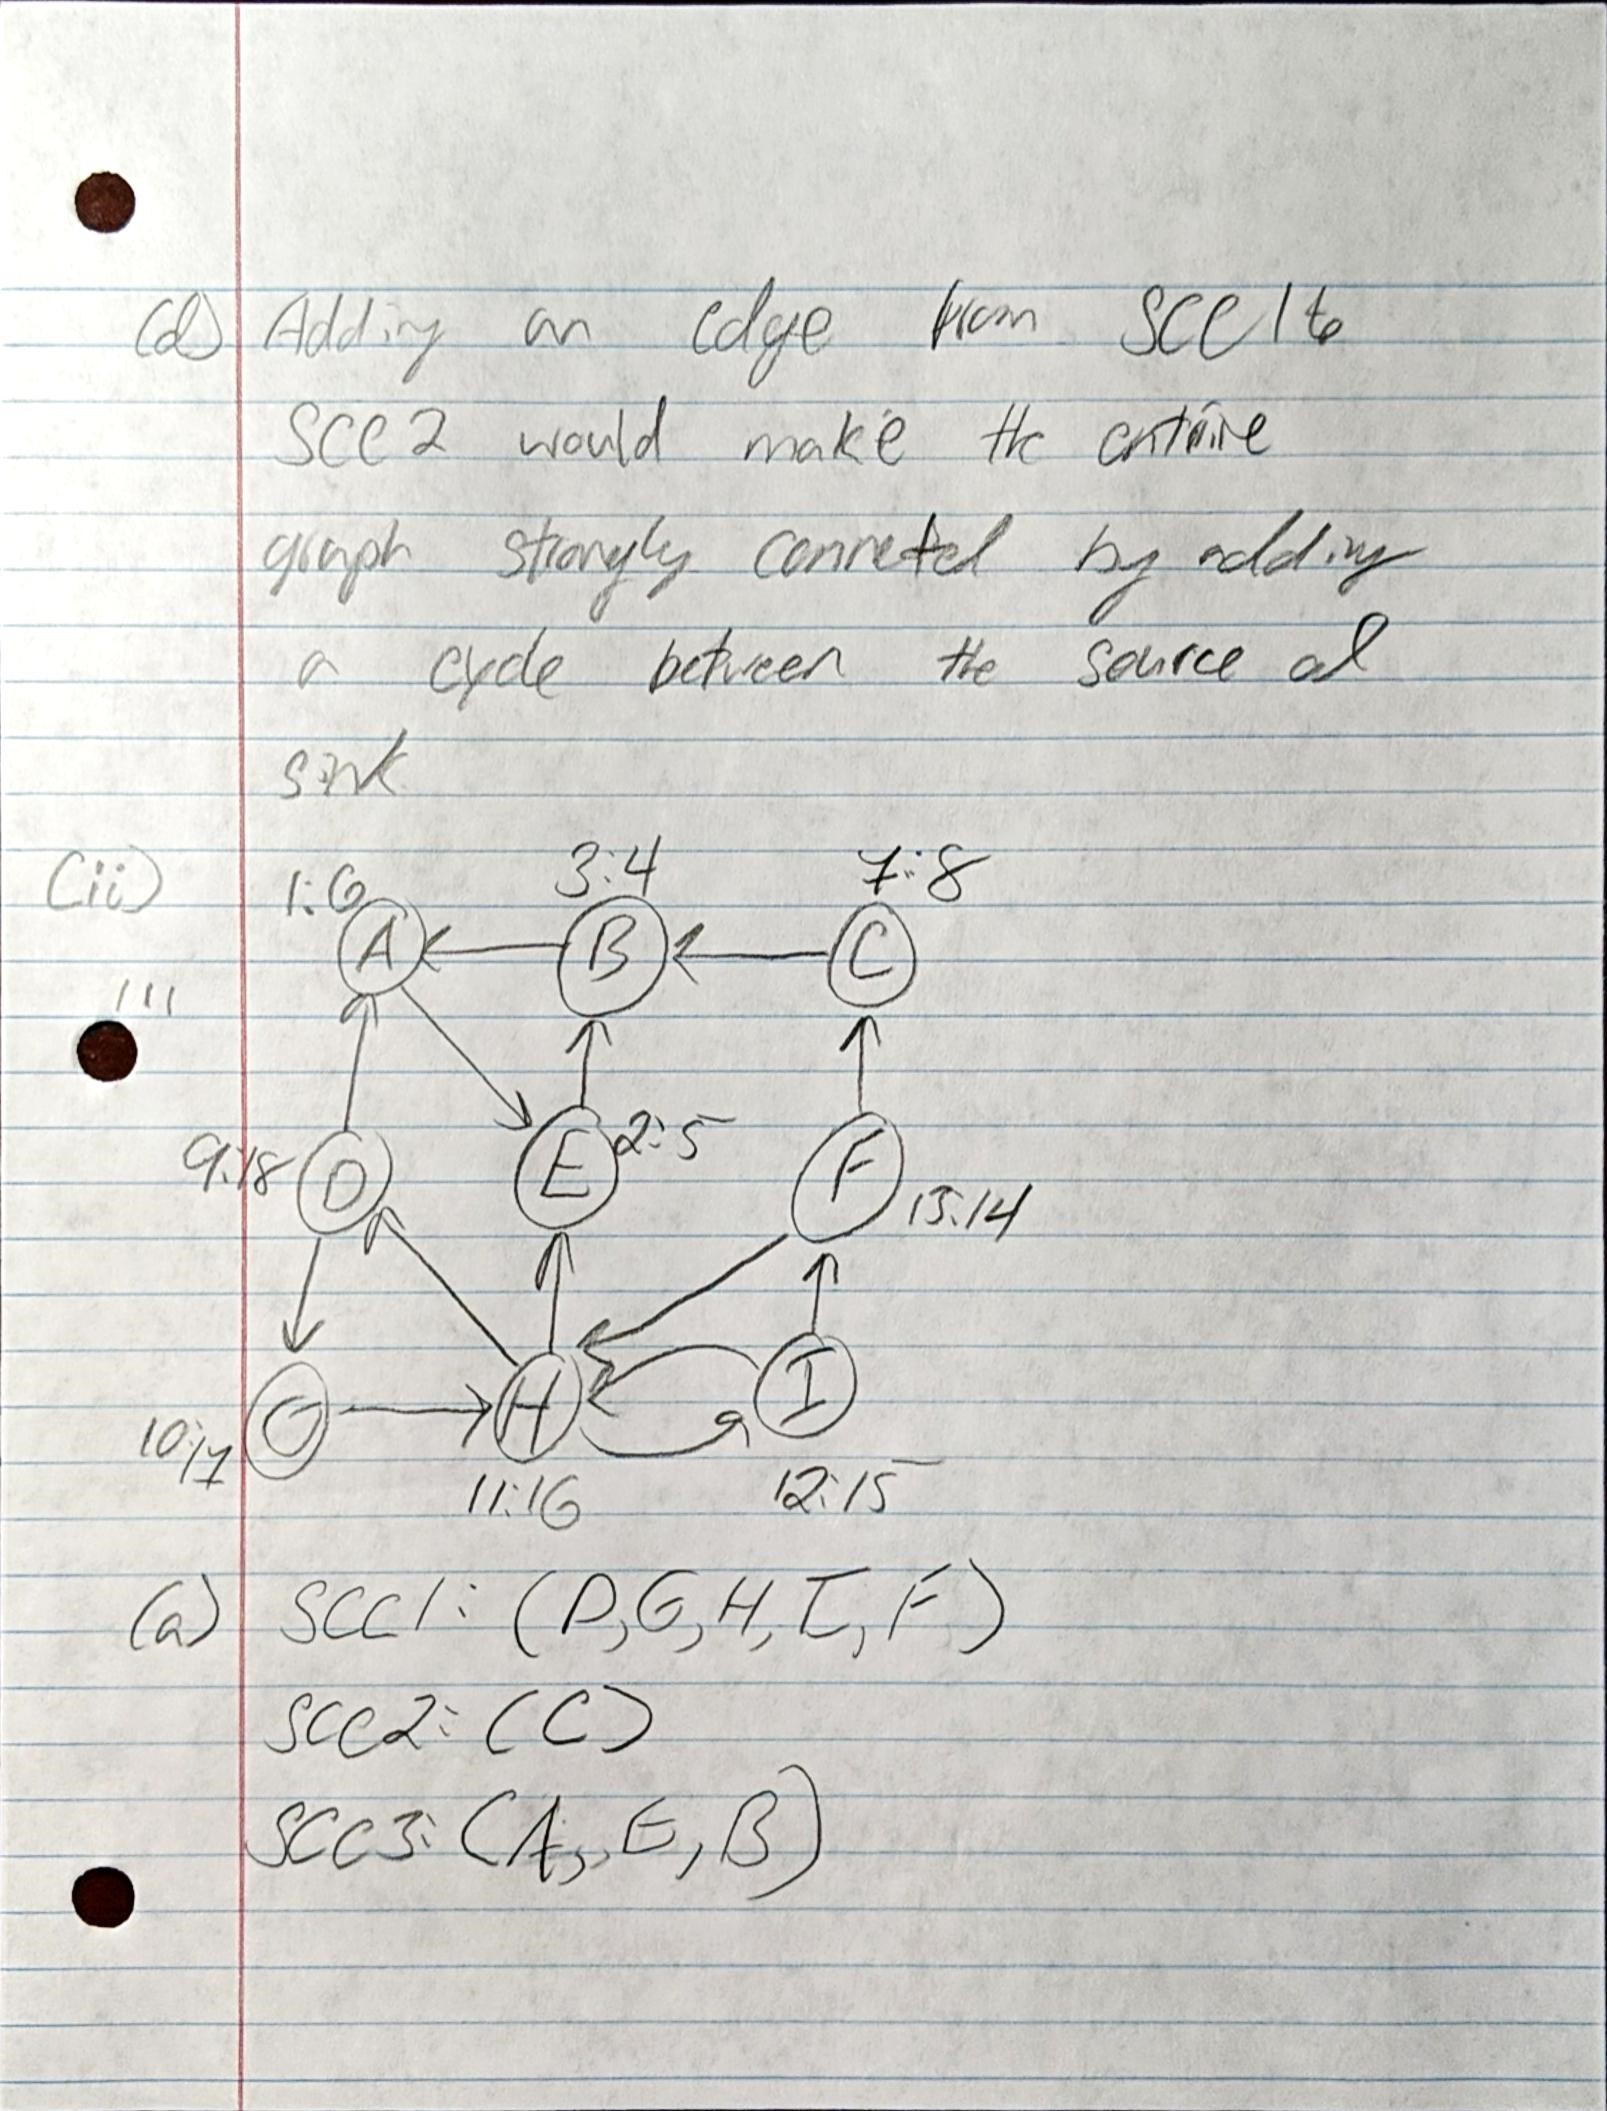 (d) Adding an edge from SCC1 to
SCC2 would make the entire
graph strongly connected by adding
a cycle between the source and
sink
(ii)
1:6 3:4 7:8
A B C
9:18 D E 2:5 F 13:14
10:17 G H I
11:16 12:15
(a) SCC1: (D,G,H,I,F)
SCC2: (C)
SCC3: (A,,E,B)